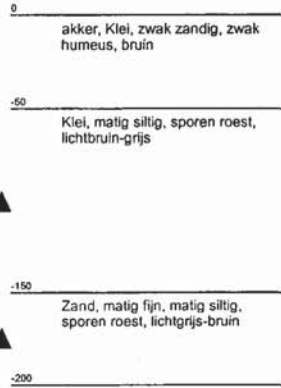 0
akker, Klei, zwak zandig, zwak
humeus, bruin
-50
Klei, matig siltig, sporen roest,
lichtbruin-grijs
-150
Zand, matig fijn, matig siltig,
sporen roest, lichtgrijs-bruin
-200